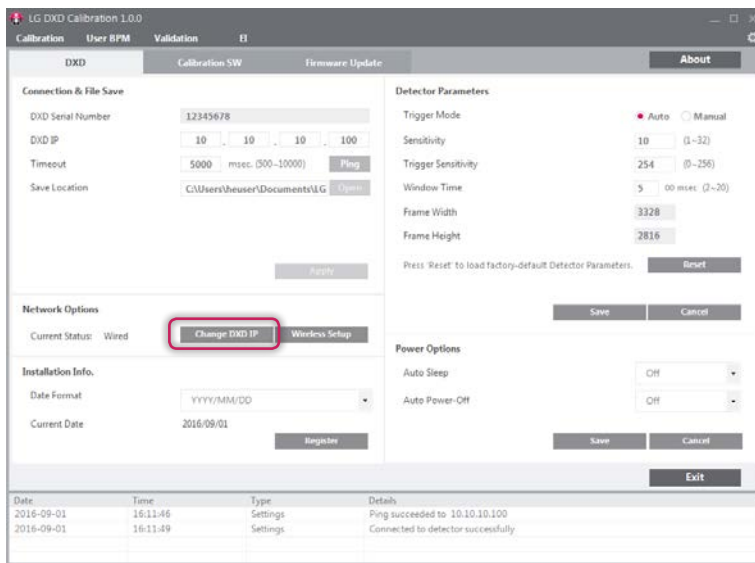 LG DXD Calibration 1.0.0
Calibration User BPM Validation EI
DXD Calibration SW Firmware Update About
Connection & File Save
DXD Serial Number 12345678
DXD IP 10 . 10 . 10 . 100
Timeout 5000 msec. (500~10000) Ping
Save Location C:\Users\heuser\Documents\LG Open
Apply
Network Options
Current Status: Wired Change DXD IP Wireless Setup
Installation Info.
Date Format YYYY/MM/DD
Current Date 2016/09/01
Register
Detector Parameters
Trigger Mode Auto Manual
Sensitivity 10 (1~32)
Trigger Sensitivity 254 (0~256)
Window Time 5 00 msec (2~20)
Frame Width 3328
Frame Height 2816
Press 'Reset' to load factory-default Detector Parameters. Reset
Save Cancel
Power Options
Auto Sleep Off
Auto Power-Off Off
Save Cancel
Exit
Date Time Type Details
2016-09-01 16:11:46 Settings Ping succeeded to 10.10.10.100
2016-09-01 16:11:49 Settings Connected to detector successfully